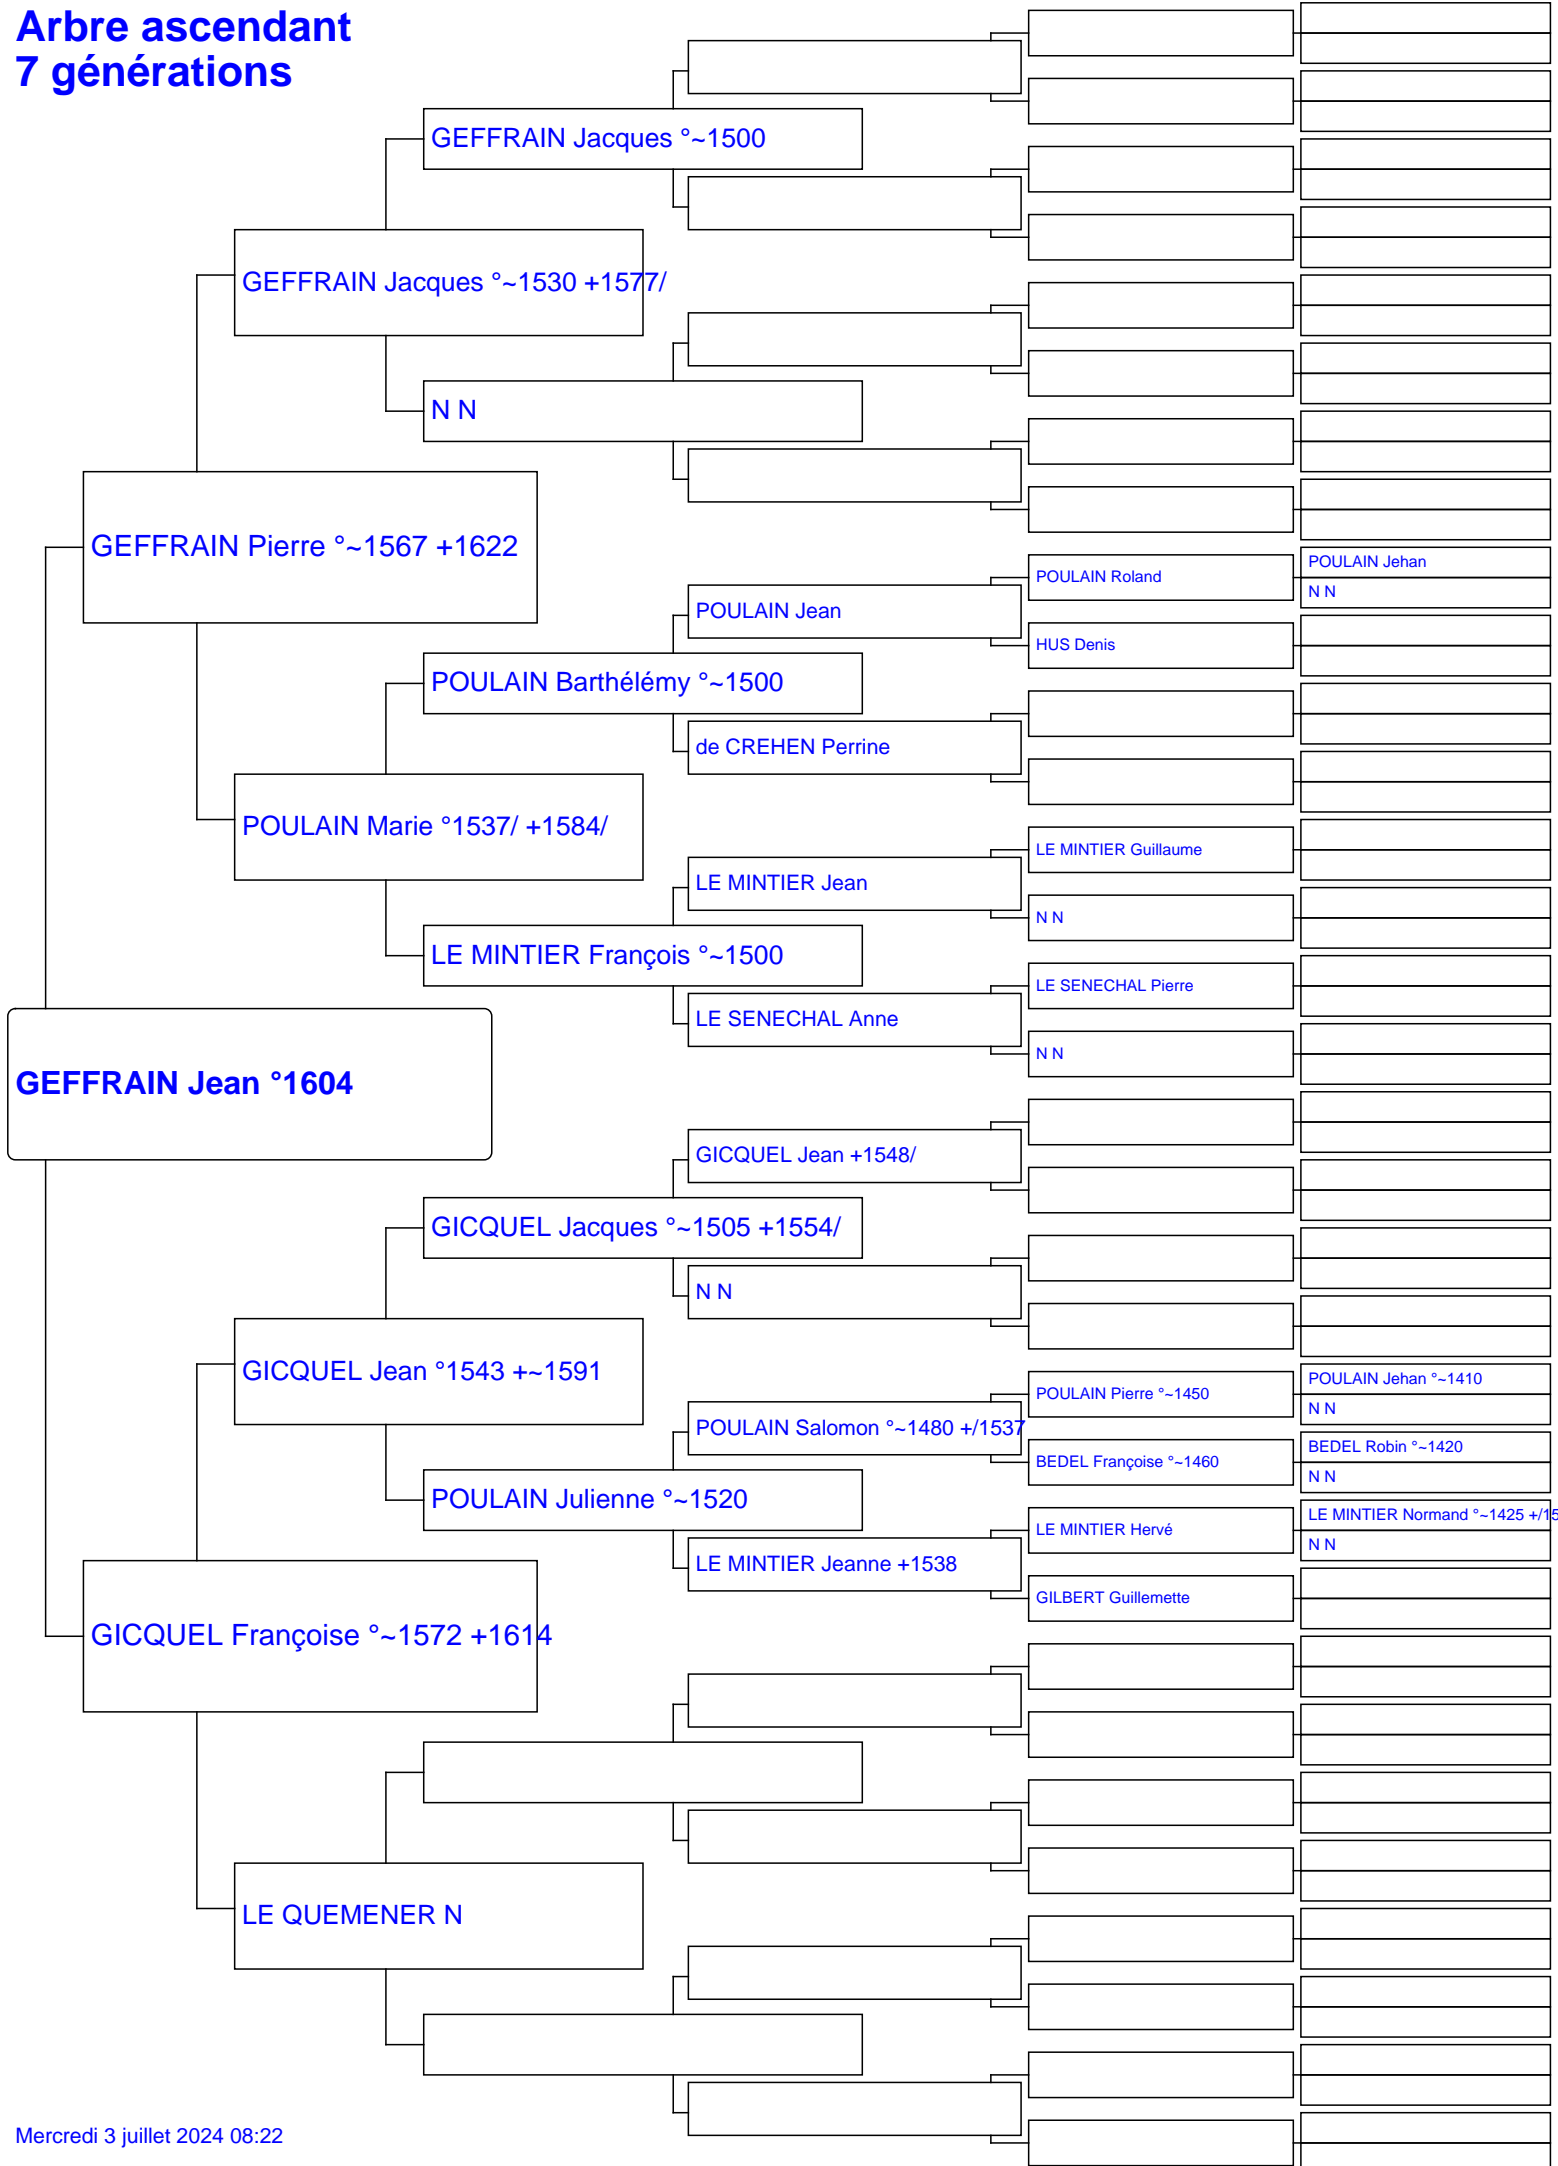 Arbre ascendant
7 générations
GEFFRAIN Jacques °~1500
GEFFRAIN Jacques °~1530 +1577/
N N
GEFFRAIN Pierre °~1567 +1622
POULAIN Jehan
POULAIN Roland
N N
POULAIN Jean
HUS Denis
POULAIN Barthélémy °~1500
de CREHEN Perrine
POULAIN Marie °1537/ +1584/
LE MINTIER Guillaume
LE MINTIER Jean
N N
LE MINTIER François °~1500
LE SENECHAL Pierre
LE SENECHAL Anne
N N
GEFFRAIN Jean °1604
GICQUEL Jean +1548/
GICQUEL Jacques °~1505 +1554/
N N
GICQUEL Jean °1543 +~1591
POULAIN Jehan °~1410
POULAIN Pierre °~1450
N N
POULAIN Salomon °~1480 +/1537
BEDEL Robin °~1420
BEDEL Françoise °~1460
N N
POULAIN Julienne °~1520
LE MINTIER Normand °~1425 +/15
LE MINTIER Hervé
N N
LE MINTIER Jeanne +1538
GILBERT Guillemette
GICQUEL Françoise °~1572 +1614
LE QUEMENER N
Mercredi 3 juillet 2024 08:22